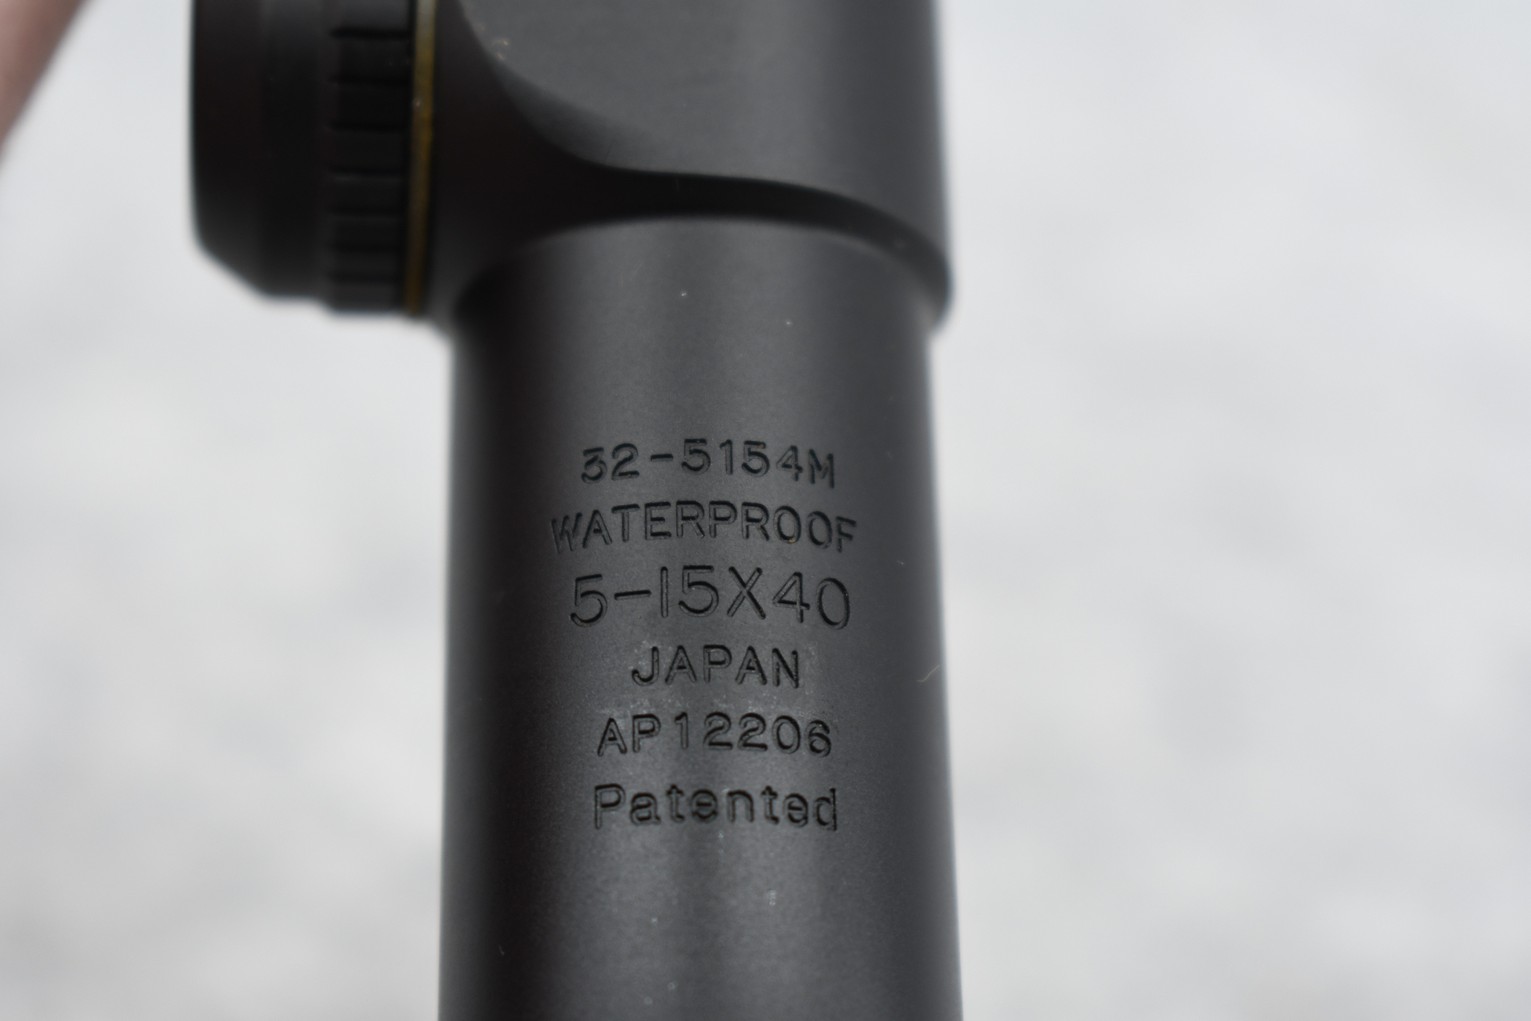 32-5154M
WATERPROOF
5-15X40
JAPAN
AP12206
Patented